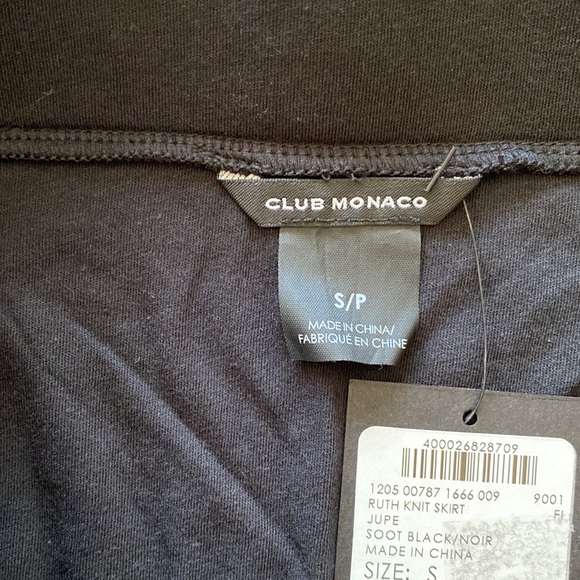 CLUB MONACO
S/P
MADE IN CHINA/
FABRIQUÉ EN CHINE
400026828709
1205 00787 1666 009 9001
RUTH KNIT SKIRT FI
JUPE
SOOT BLACK/NOIR
MADE IN CHINA
SIZE: S